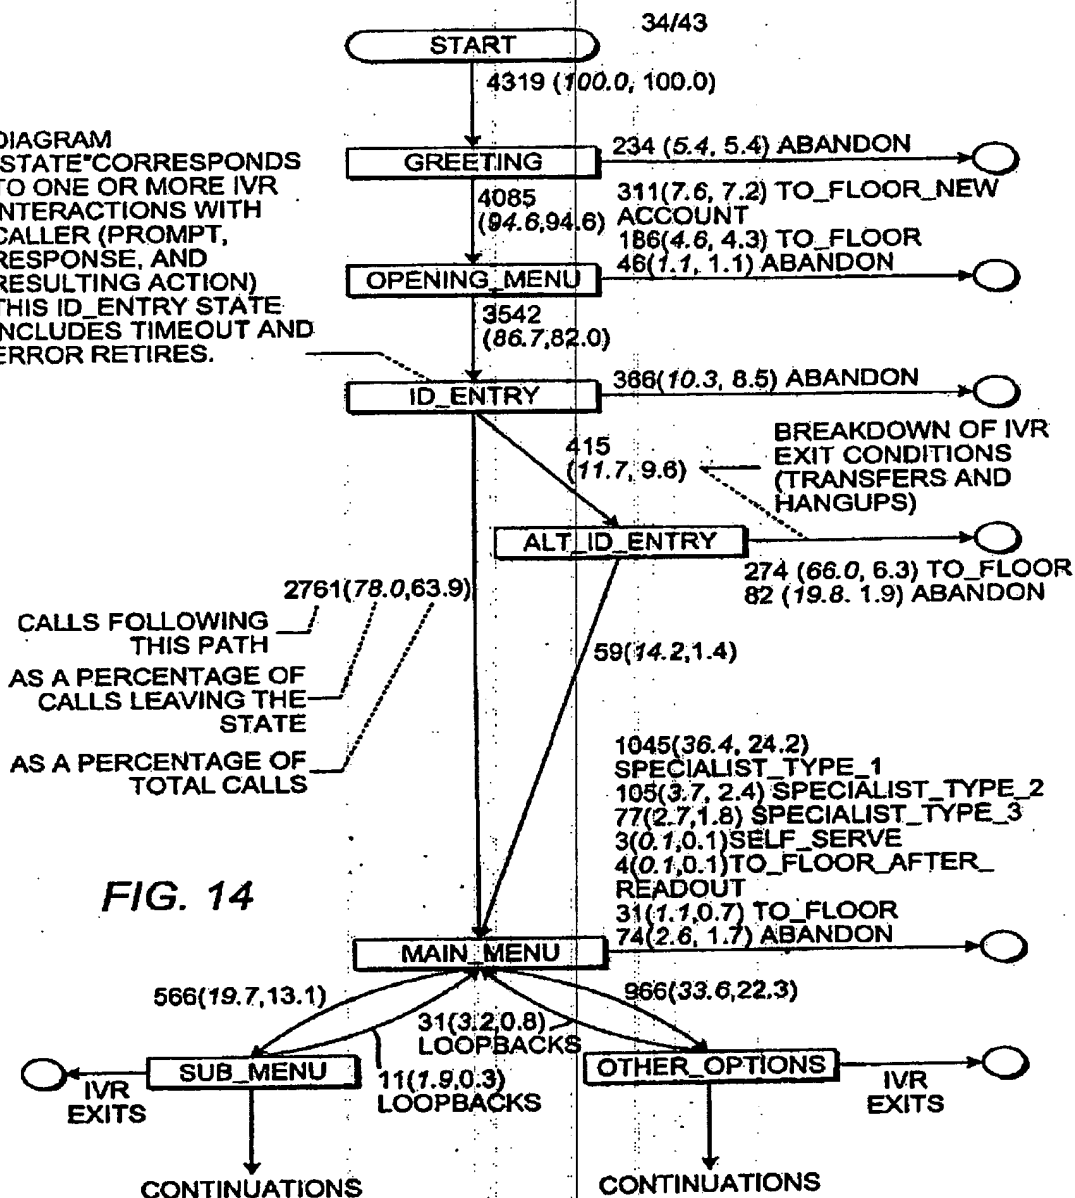 34/43
START
4319 (100.0, 100.0)
DIAGRAM
STATE"CORRESPONDS
TO ONE OR MORE IVR
INTERACTIONS WITH
CALLER (PROMPT,
RESPONSE, AND
RESULTING ACTION)
THIS ID_ENTRY STATE
INCLUDES TIMEOUT AND
ERROR RETIRES.
GREETING
234 (5.4, 5.4) ABANDON
4085
(94.6,94.6)
311(7.6, 7.2) TO_FLOOR_NEW
ACCOUNT
186(4.6, 4.3) TO_FLOOR
46(1.1, 1.1) ABANDON
OPENING_MENU
3542
(86.7,82.0)
ID_ENTRY
366(10.3, 8.5) ABANDON
415
(11.7, 9.6)
BREAKDOWN OF IVR
EXIT CONDITIONS
(TRANSFERS AND
HANGUPS)
ALT_ID_ENTRY
274 (66.0, 6.3) TO_FLOOR
82 (19.8. 1.9) ABANDON
2761(78.0,63.9)
CALLS FOLLOWING
THIS PATH
AS A PERCENTAGE OF
CALLS LEAVING THE
STATE
AS A PERCENTAGE OF
TOTAL CALLS
59(14.2,1.4)
1045(36.4, 24.2)
SPECIALIST_TYPE_1
105(3.7, 2.4) SPECIALIST_TYPE_2
77(2.7,1.8) SPECIALIST_TYPE_3
3(0.1,0.1)SELF_SERVE
4(0.1,0.1)TO_FLOOR_AFTER_
READOUT
31(1.1,0.7) TO_FLOOR
74(2.6, 1.7) ABANDON
FIG. 14
MAIN_MENU
566(19.7,13.1)
966(33.6,22.3)
31(3.2,0.8)
LOOPBACKS
SUB_MENU
11(1.9,0.3)
LOOPBACKS
OTHER_OPTIONS
IVR
EXITS
IVR
EXITS
CONTINUATIONS
CONTINUATIONS